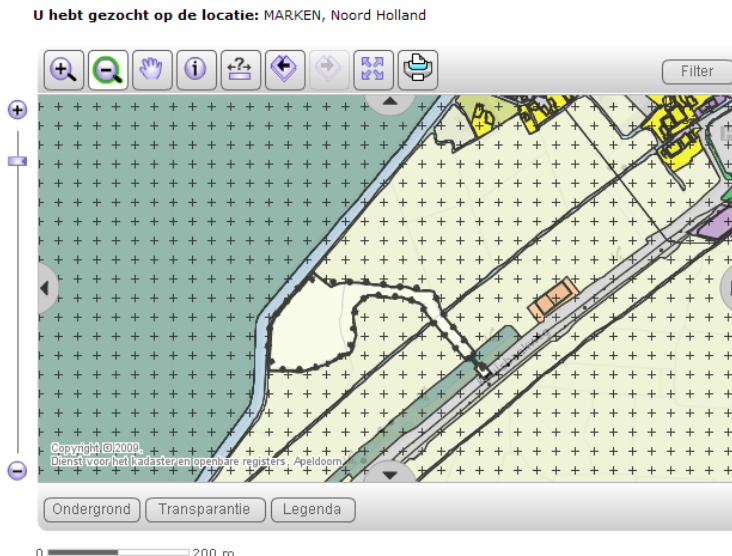 U hebt gezocht op de locatie: MARKEN, Noord Holland
Filter
Copyright © 2009,
Dienst voor het kadaster en openbare registers, Apeldoorn
Ondergrond Transparantie Legenda
0 200 m